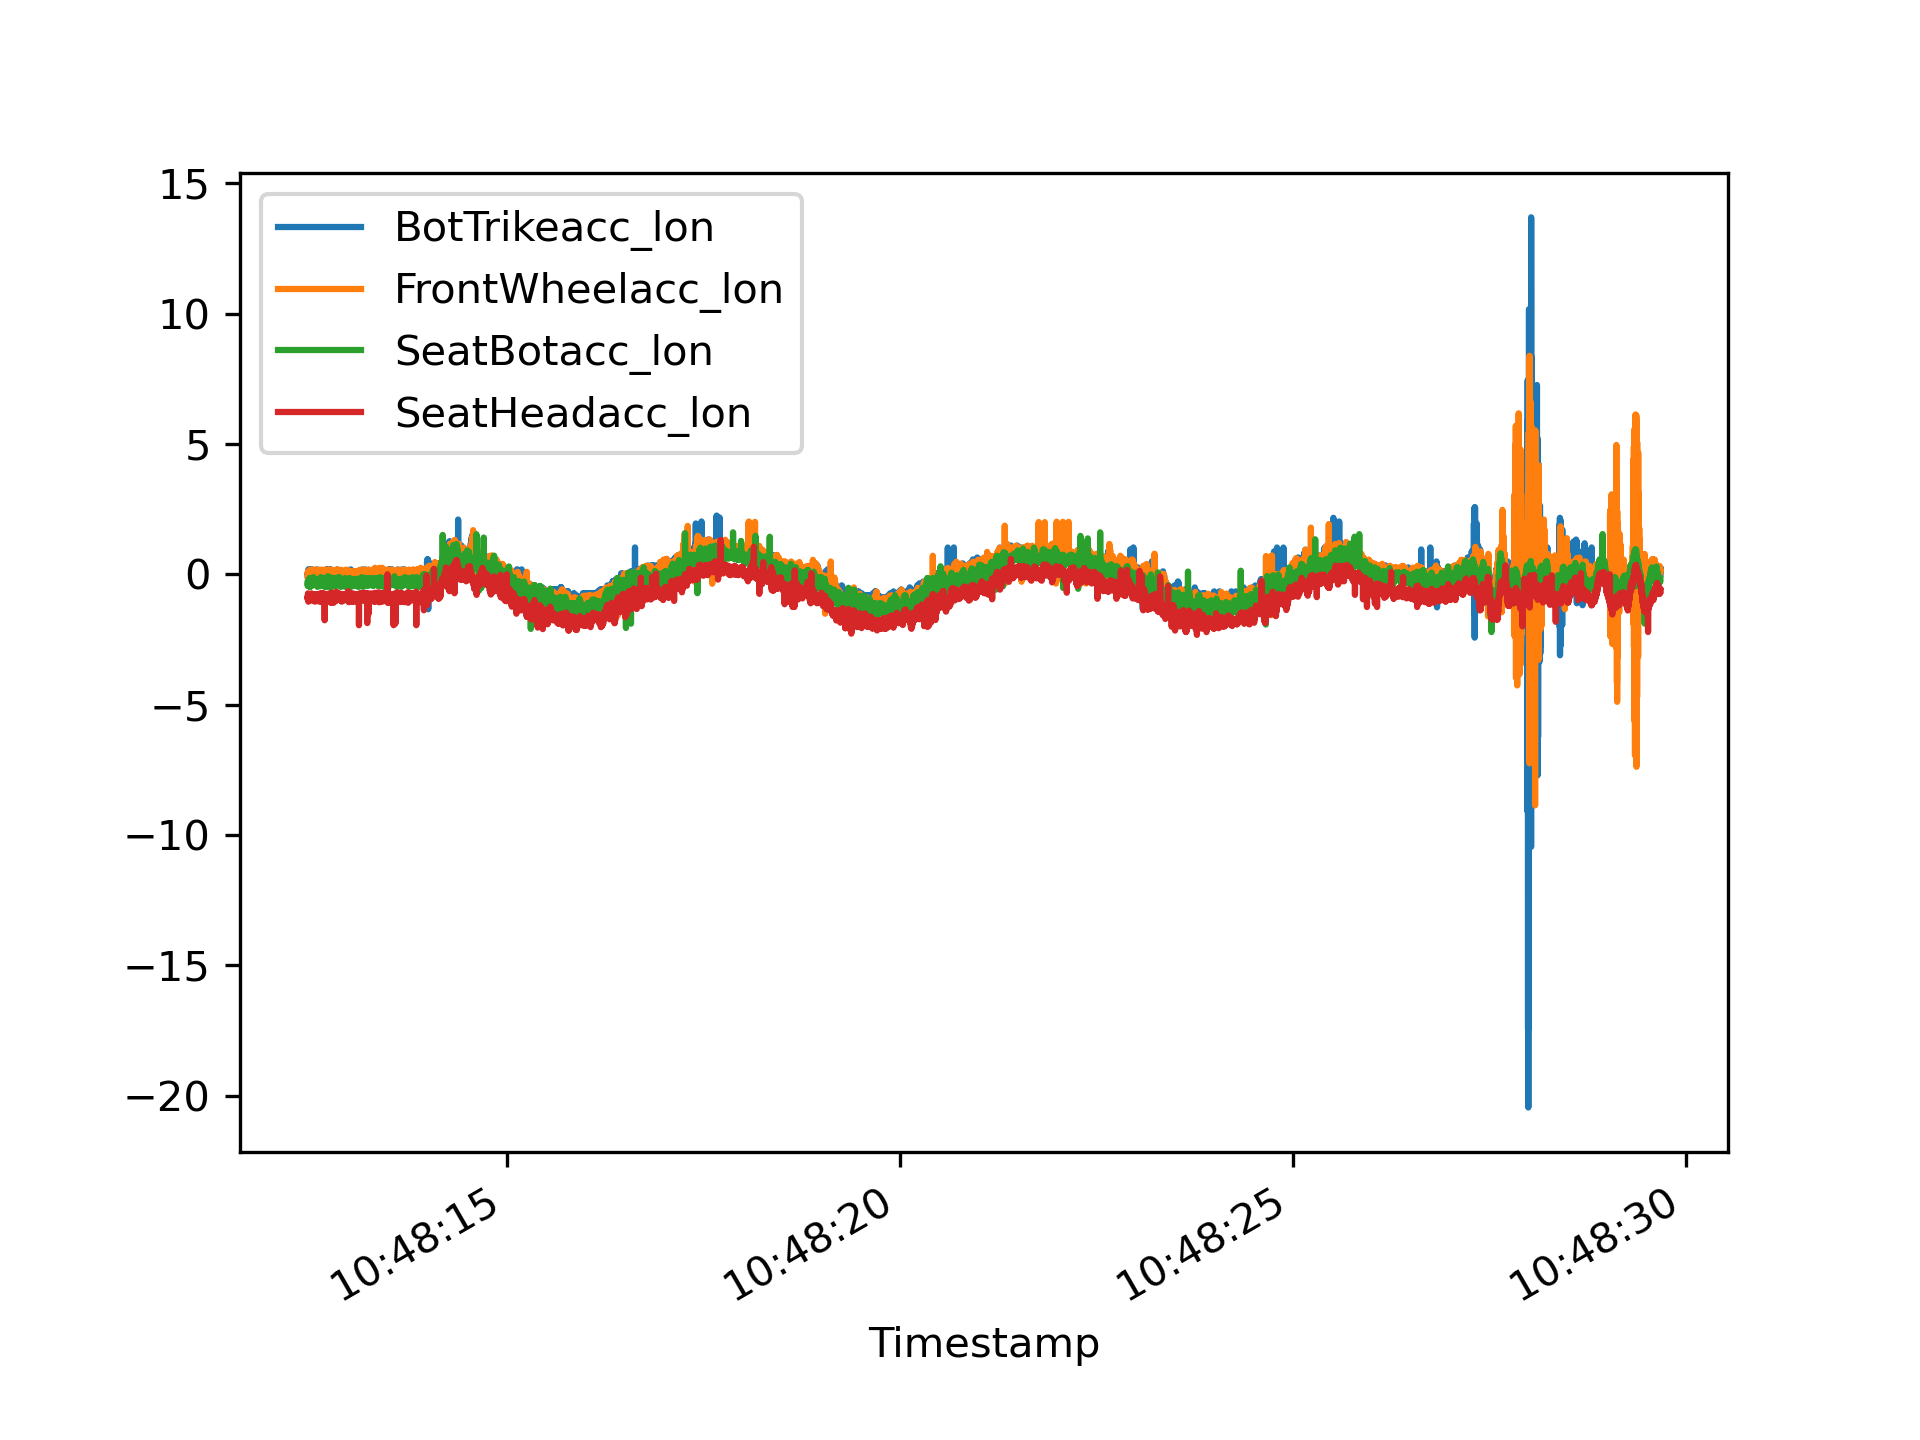 15
10
5
0
−5
−10
−15
−20
BotTrikeacc_lon
FrontWheelacc_lon
SeatBotacc_lon
SeatHeadacc_lon
10:48:15
10:48:20
10:48:25
10:48:30
Timestamp